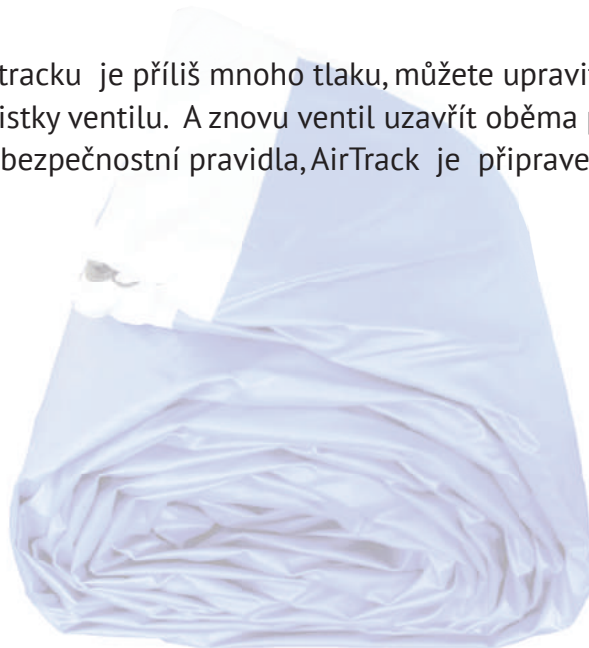 tracku je příliš mnoho tlaku, můžete upravit
istky ventilu. A znovu ventil uzavřít oběma
bezpečnostní pravidla, AirTrack je připrave